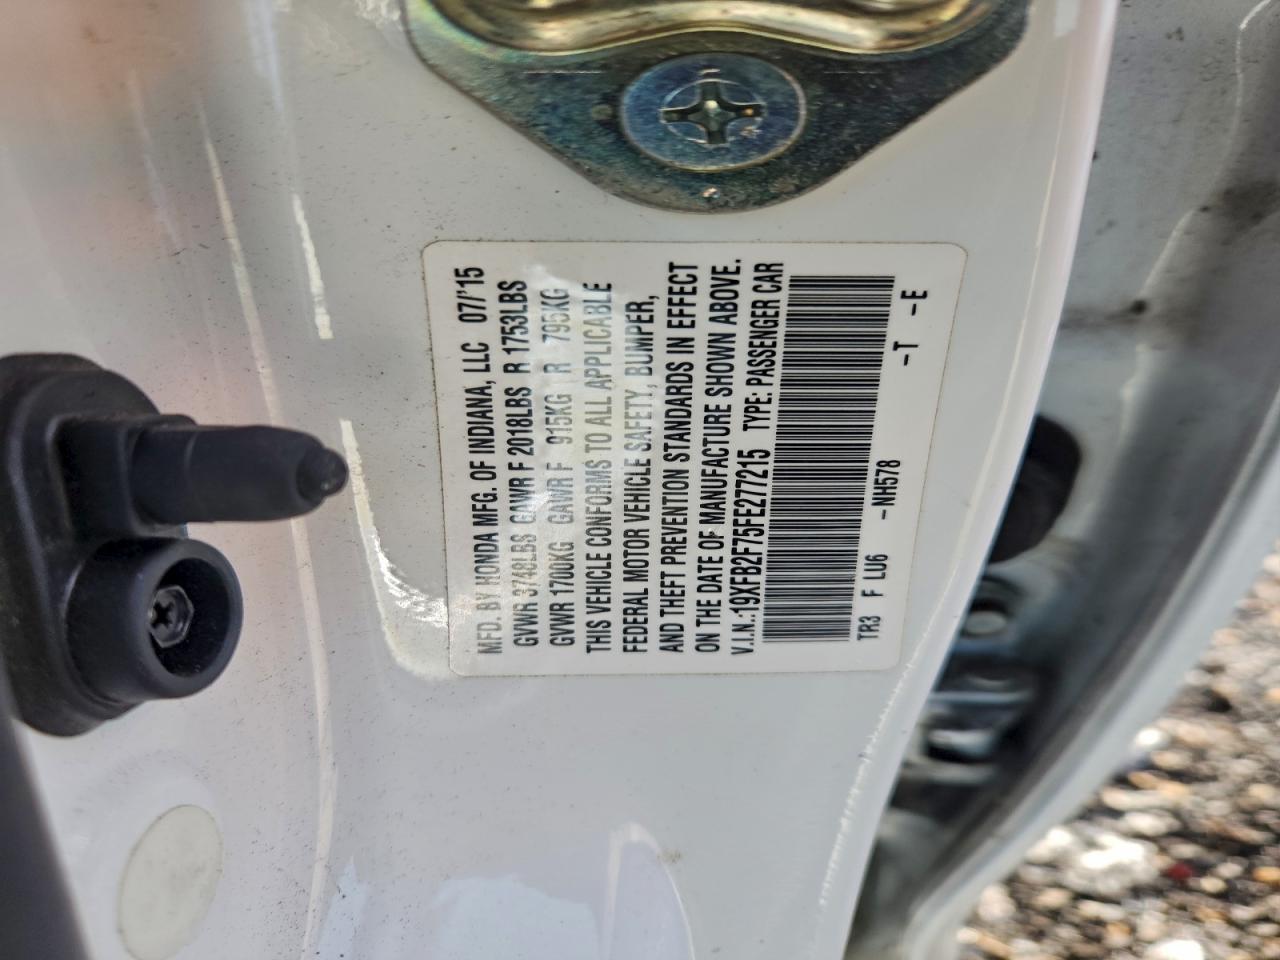 MFD. BY HONDA MFG. OF INDIANA, LLC 07/'15
GVWR 3748LBS GAWR F 2018LBS R 1753LBS
GVWR 1700KG GAWR F 915KG R 795KG
THIS VEHICLE CONFORMS TO ALL APPLICABLE
FEDERAL MOTOR VEHICLE SAFETY, BUMPER,
AND THEFT PREVENTION STANDARDS IN EFFECT
ON THE DATE OF MANUFACTURE SHOWN ABOVE.
V.I.N.:19XFB2F75FE277215 TYPE: PASSENGER CAR
TR3 F LU6 -NH578 -T -E